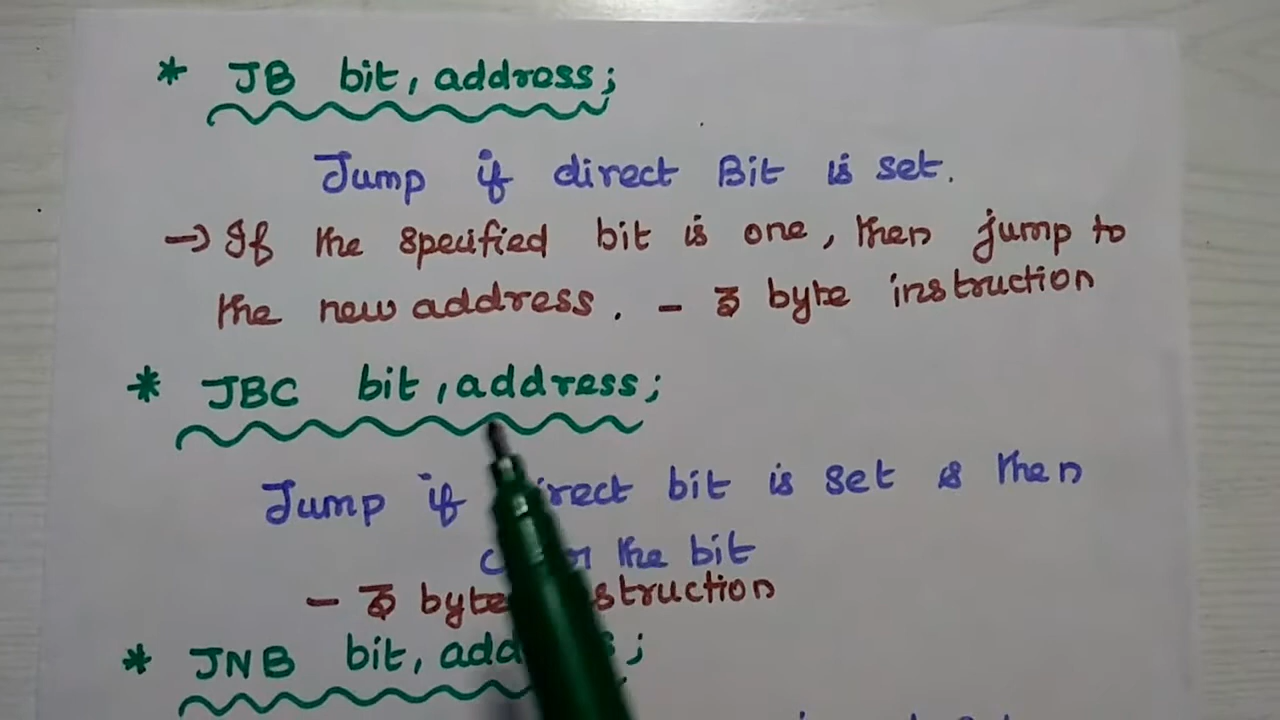 * JB bit, address;
Jump if direct Bit is set.
→ If the specified bit is one, then jump to
the new address. - 3 byte instruction
* JBC bit, address;
Jump if bit is set & then
the bit
- 3 byte
* JNB bit,